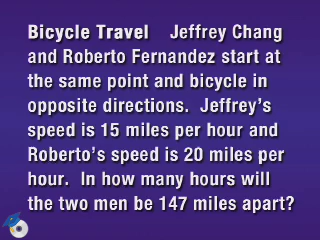 Bicycle Travel Jeffrey Chang
and Roberto Fernandez start at
the same point and bicycle in
opposite directions. Jeffrey's
speed is 15 miles per hour and
Roberto's speed is 20 miles per
hour. In how many hours will
the two men be 147 miles apart?